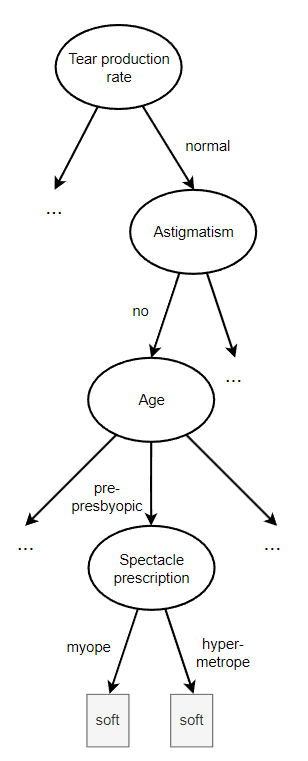 Tear production
rate
normal
...
Astigmatism
no
...
Age
pre-
presbyopic
...
...
Spectacle
prescription
myope
hyper-
metrope
soft
soft